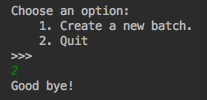 Choose an option:
    1. Create a new batch.
    2. Quit
>>>
2
Good bye!